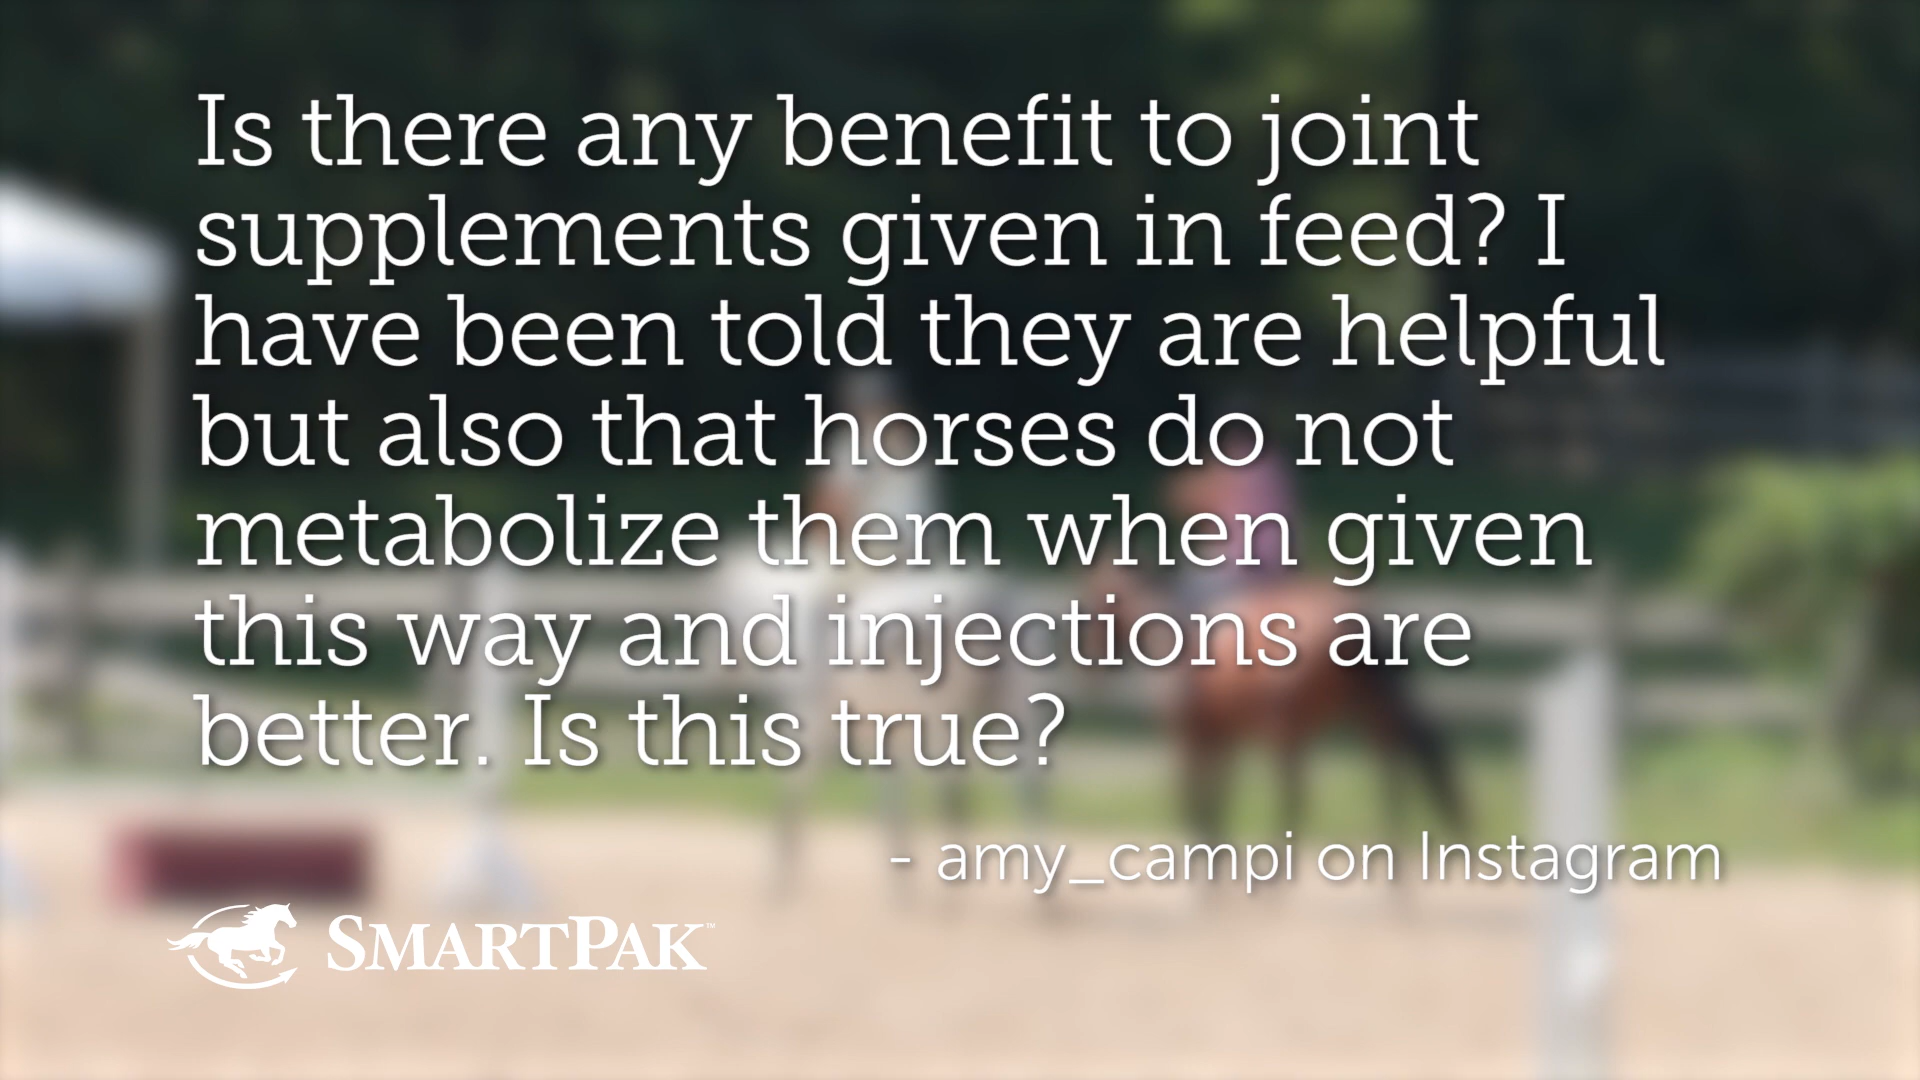 Is there any benefit to joint
supplements given in feed? I
have been told they are helpful
but also that horses do not
metabolize them when given
this way and injections are
better. Is this true?
- amy_campi on Instagram
SMARTPAK™